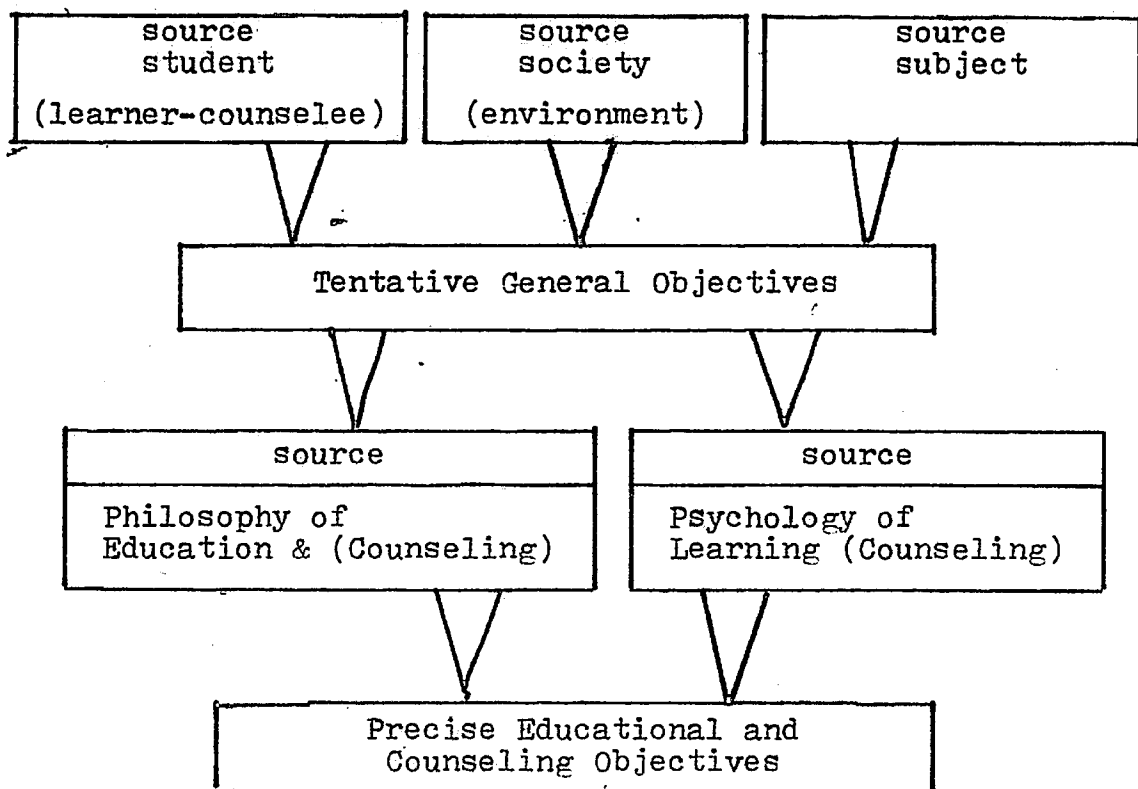 source
student
(learner-counselee)
source
society
(environment)
source
subject
Tentative General Objectives
source
Philosophy of
Education & (Counseling)
source
Psychology of
Learning (Counseling)
Precise Educational and
Counseling Objectives